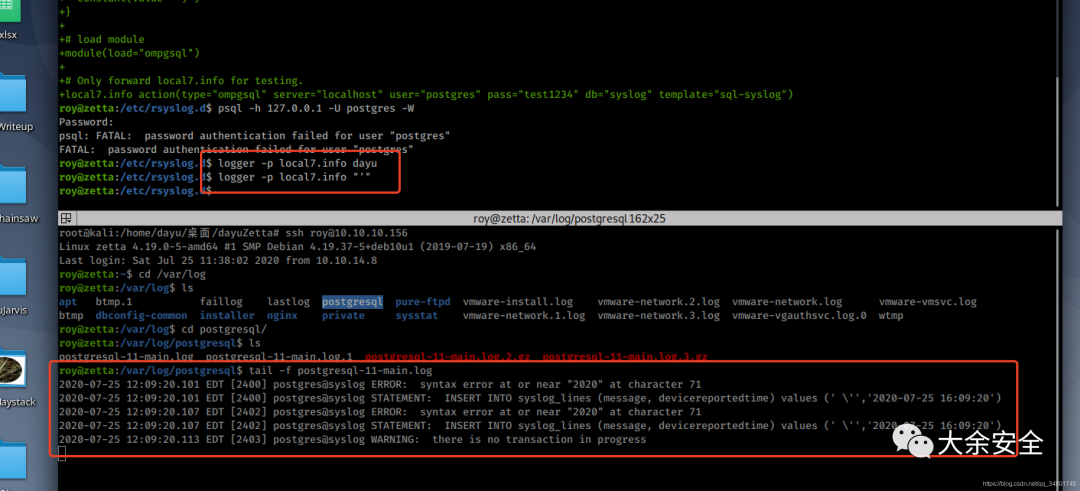 +  constant(value="")
+}
+
+# load module
+module(load="ompgsql")
+
+# Only forward local7.info for testing.
+local7.info action(type="ompgsql" server="localhost" user="postgres" pass="test1234" db="syslog" template="sql-syslog")
roy@zetta:/etc/rsyslog.d$ psql -h 127.0.0.1 -U postgres -W
Password:
psql: FATAL:  password authentication failed for user "postgres"
FATAL:  password authentication failed for user "postgres"
roy@zetta:/etc/rsyslog.d$ logger -p local7.info dayu
roy@zetta:/etc/rsyslog.d$ logger -p local7.info "'"
roy@zetta:/etc/rsyslog.d$
roy@zetta: /var/log/postgresql 162x25
root@kali:/home/dayu/桌面/dayuZetta# ssh roy@10.10.10.156
Linux zetta 4.19.0-5-amd64 #1 SMP Debian 4.19.37-5+deb10u1 (2019-07-19) x86_64
Last login: Sat Jul 25 11:38:02 2020 from 10.10.14.8
roy@zetta:~$ cd /var/log
roy@zetta:/var/log$ ls
apt btmp.1 faillog lastlog postgresql pure-ftpd vmware-install.log vmware-network.2.log vmware-network.log vmware-vmsvc.log
btmp dbconfig-common installer nginx private sysstat vmware-network.1.log vmware-network.3.log vmware-vgauthsvc.log.0 wtmp
roy@zetta:/var/log$ cd postgresql/
roy@zetta:/var/log/postgresql$ ls
postgresql-11-main.log postgresql-11-main.log.1 postgresql-11-main.log.2.gz postgresql-11-main.log.3.gz
roy@zetta:/var/log/postgresql$ tail -f postgresql-11-main.log
2020-07-25 12:09:20.101 EDT [2400] postgres@syslog ERROR:  syntax error at or near "2020" at character 71
2020-07-25 12:09:20.101 EDT [2400] postgres@syslog STATEMENT:  INSERT INTO syslog_lines (message, devicereportedtime) values (' \'','2020-07-25 16:09:20')
2020-07-25 12:09:20.107 EDT [2402] postgres@syslog ERROR:  syntax error at or near "2020" at character 71
2020-07-25 12:09:20.107 EDT [2402] postgres@syslog STATEMENT:  INSERT INTO syslog_lines (message, devicereportedtime) values (' \'','2020-07-25 16:09:20')
2020-07-25 12:09:20.113 EDT [2403] postgres@syslog WARNING:  there is no transaction in progress
xlsx
Writeup
hainsaw
Jarvis
aystack
大余安全